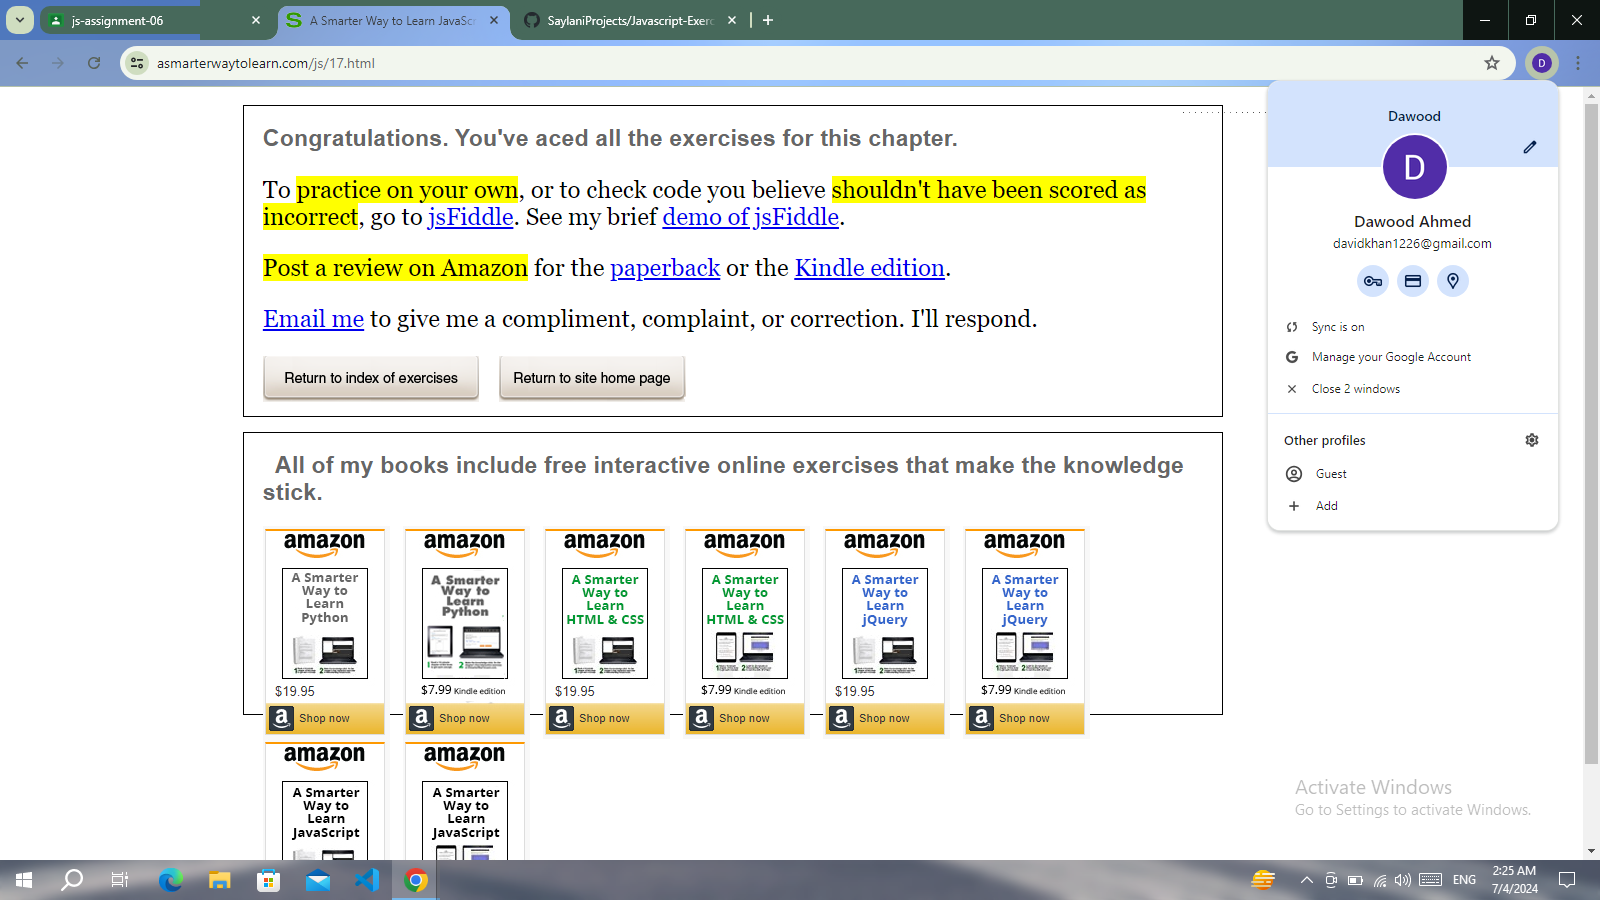 js-assignment-06
A Smarter Way to Learn JavaSc
SaylaniProjects/Javascript-Exerc
asmarterwaytolearn.com/js/17.html
D
Congratulations. You've aced all the exercises for this chapter.
To practice on your own, or to check code you believe shouldn't have been scored as
incorrect, go to jsFiddle. See my brief demo of jsFiddle.
Post a review on Amazon for the paperback or the Kindle edition.
Email me to give me a compliment, complaint, or correction. I'll respond.
Return to index of exercises
Return to site home page
Dawood
D
Dawood Ahmed
davidkhan1226@gmail.com
Sync is on
Manage your Google Account
Close 2 windows
Other profiles
Guest
Add
All of my books include free interactive online exercises that make the knowledge
stick.
amazon
A Smarter
Way to
Learn
Python
$19.95
Shop now
amazon
A Smarter
Way to
Learn
Python
$7.99 Kindle edition
Shop now
amazon
A Smarter
Way to
Learn
HTML & CSS
$19.95
Shop now
amazon
A Smarter
Way to
Learn
HTML & CSS
$7.99 Kindle edition
Shop now
amazon
A Smarter
Way to
Learn
jQuery
$19.95
Shop now
amazon
A Smarter
Way to
Learn
jQuery
$7.99 Kindle edition
Shop now
amazon
A Smarter
Way to
Learn
JavaScript
amazon
A Smarter
Way to
Learn
JavaScript
Activate Windows
Go to Settings to activate Windows.
ENG
2:25 AM
7/4/2024